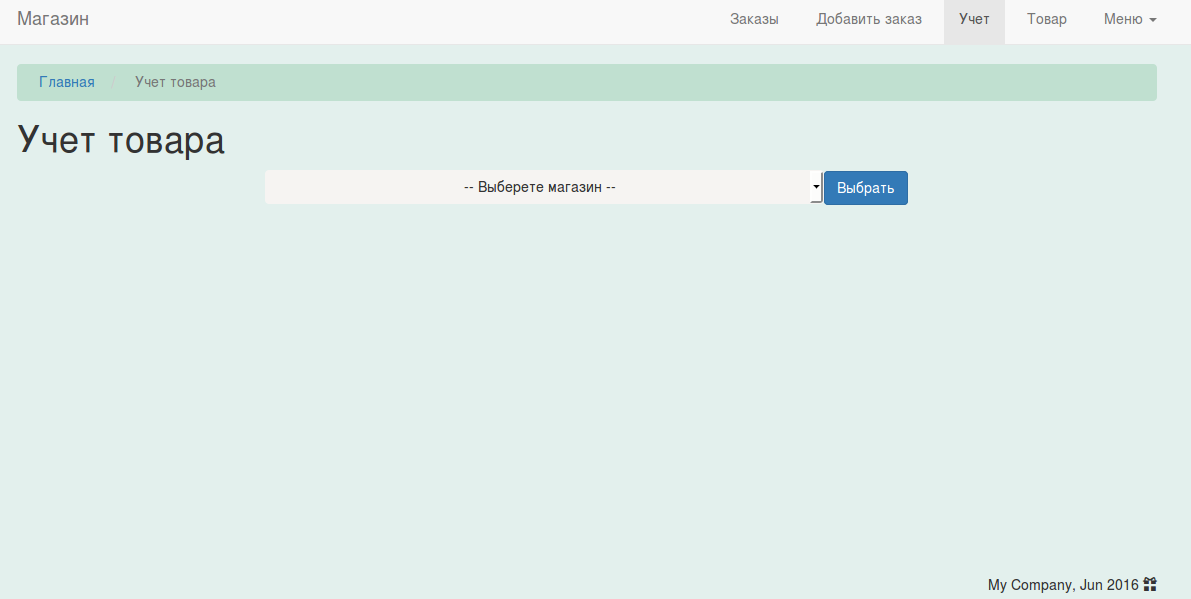 Магазин Заказы Добавить заказ Учет Товар Меню
Главная / Учет товара
Учет товара
-- Выберете магазин -- Выбрать
My Company, Jun 2016